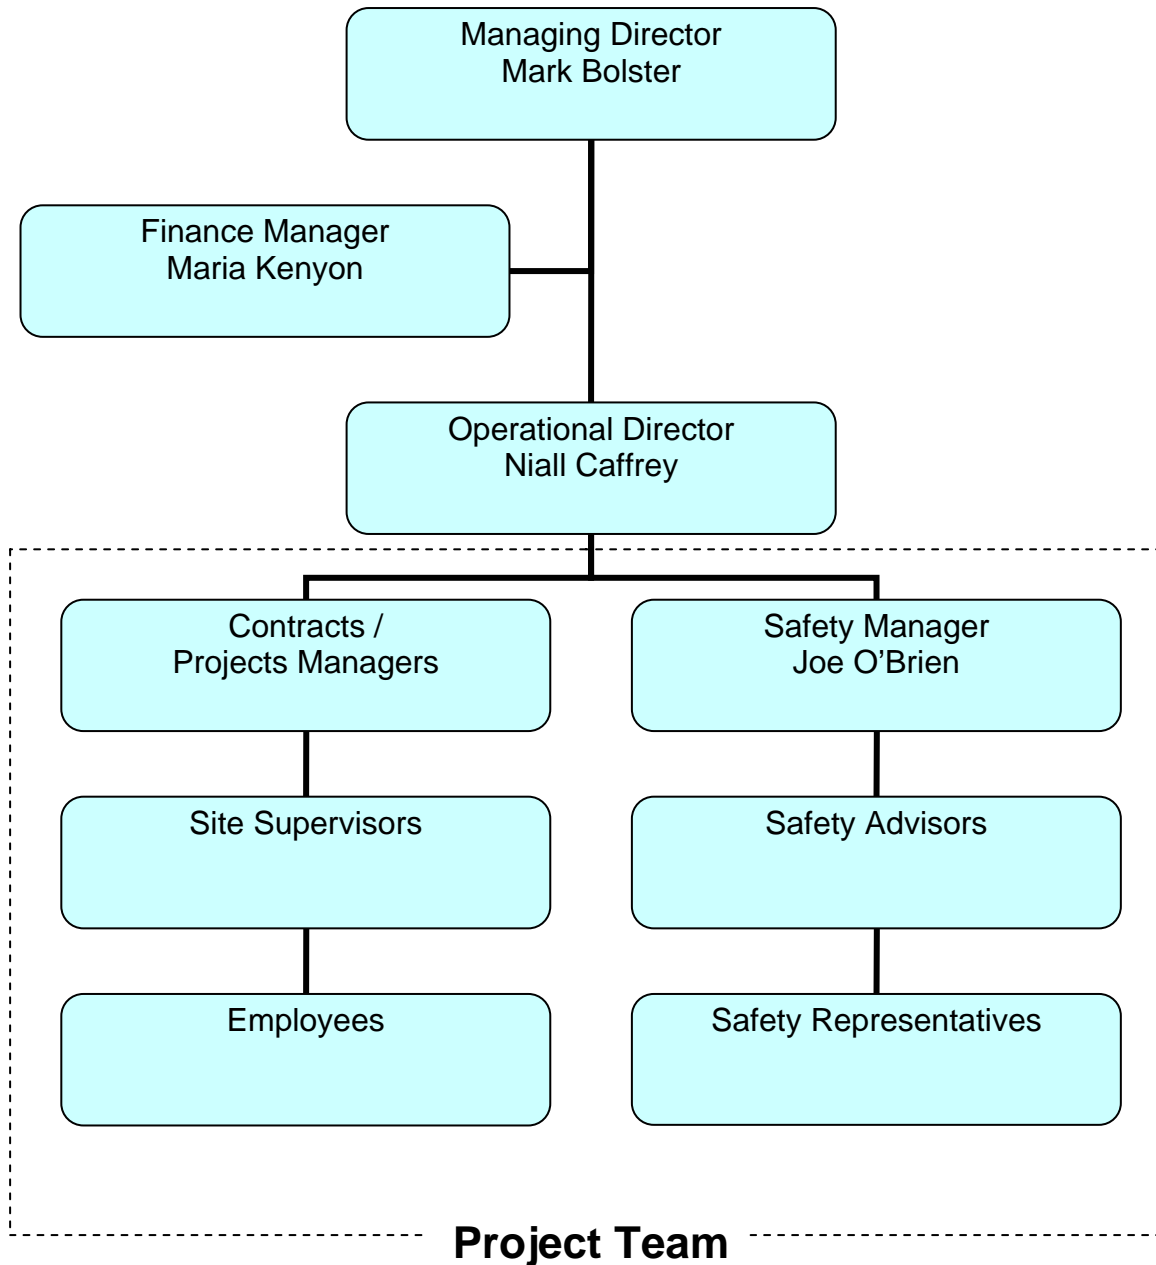 Managing Director
Mark Bolster
Finance Manager
Maria Kenyon
Operational Director
Niall Caffrey
Contracts /
Projects Managers
Safety Manager
Joe O’Brien
Site Supervisors
Safety Advisors
Employees
Safety Representatives
Project Team